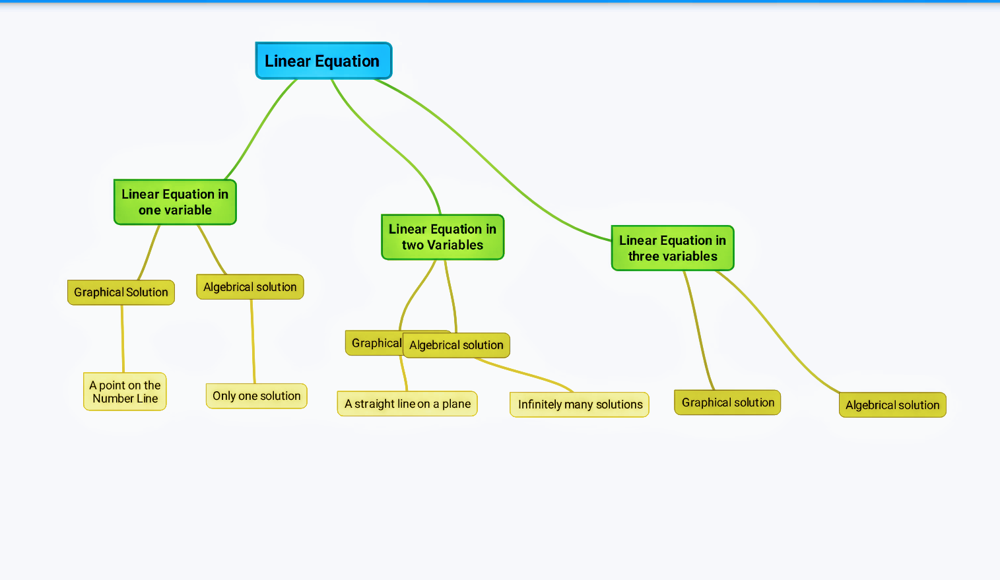 Linear Equation
Linear Equation in
one variable
Linear Equation in
two Variables
Linear Equation in
three variables
Graphical Solution
Algebrical solution
Graphical
Algebrical solution
A point on the
Number Line
Only one solution
A straight line on a plane
Infinitely many solutions
Graphical solution
Algebrical solution